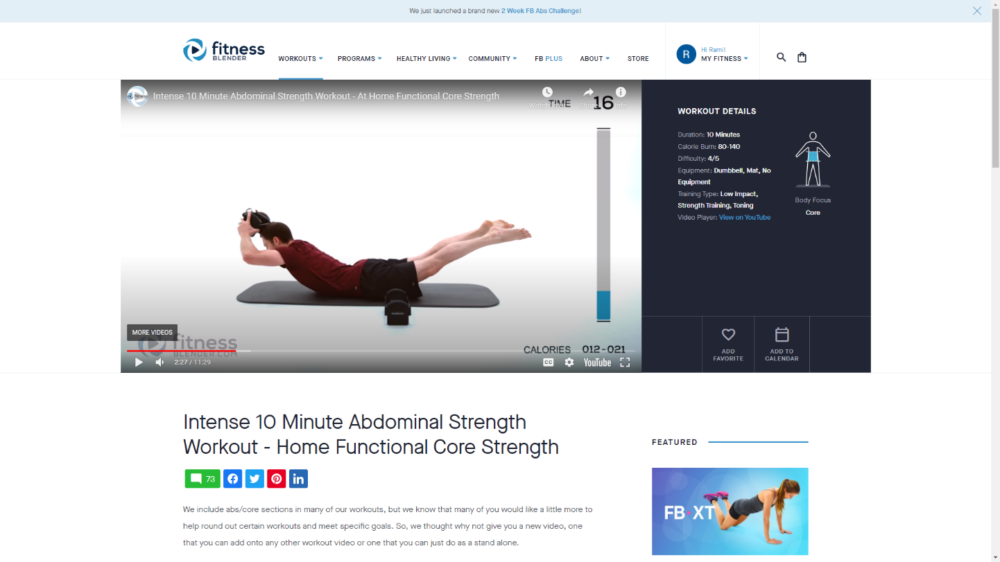 We just launched a brand new 2 Week FB Abs Challenge!
fitness
BLENDER
WORKOUTS
PROGRAMS
HEALTHY LIVING
COMMUNITY
FB PLUS
ABOUT
STORE
R
Hi Ramil
MY FITNESS
Intense 10 Minute Abdominal Strength Workout - At Home Functional Core Strength
Share
Info
TIME 16
MORE VIDEOS
fitness
BLENDER.COM
CALORIES 012-021
2:27 / 11:29
CC
YouTube
WORKOUT DETAILS
Duration: 10 Minutes
Calorie Burn: 80-140
Difficulty: 4/5
Equipment: Dumbbell, Mat, No
Equipment
Training Type: Low Impact,
Strength Training, Toning
Video Player: View on YouTube
Body Focus
Core
ADD
FAVORITE
ADD TO
CALENDAR
Intense 10 Minute Abdominal Strength
Workout - Home Functional Core Strength
73
We include abs/core sections in many of our workouts, but we know that many of you would like a little more to
help round out certain workouts and meet specific goals. So, we thought why not give you a new video, one
that you can add onto any other workout video or one that you can just do as a stand alone.
FEATURED
FB XT